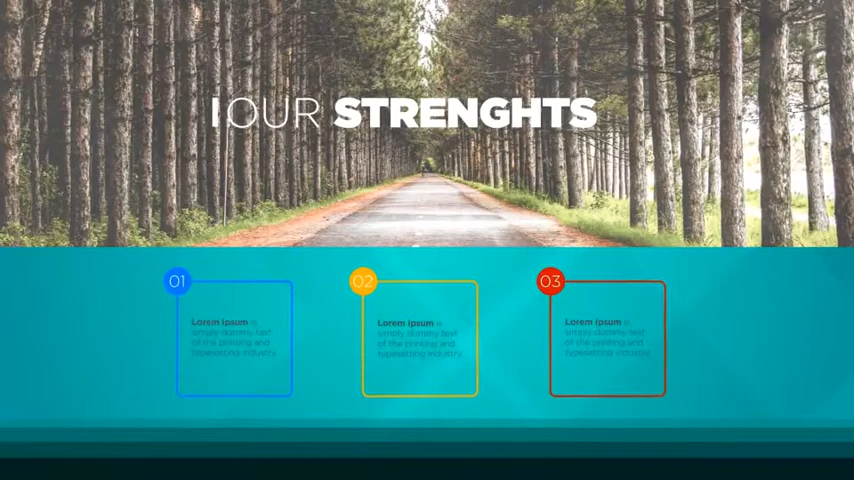 I OUR STRENGHTS
01
Lorem Ipsum is
simply dummy text
of the printing and
typesetting industry.
02
Lorem Ipsum is
simply dummy text
of the printing and
typesetting industry.
03
Lorem Ipsum is
simply dummy text
of the printing and
typesetting industry.